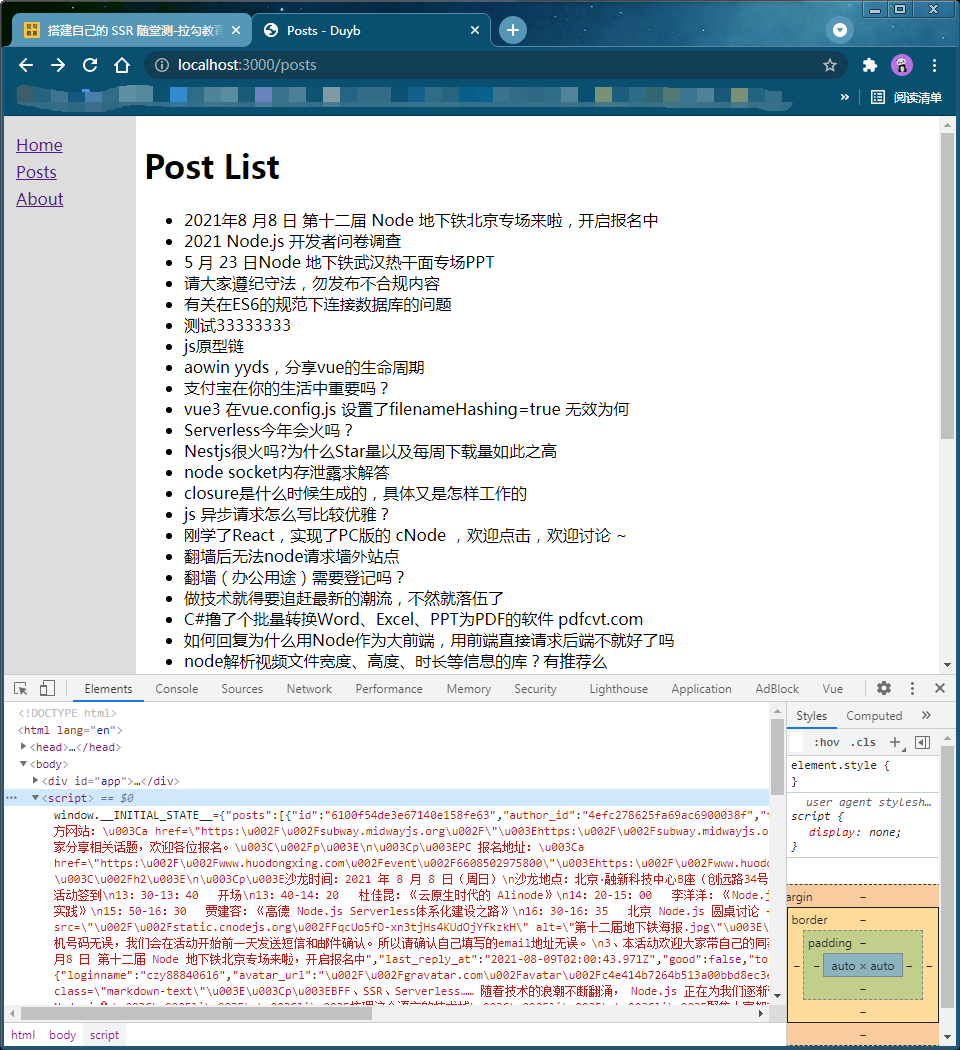 搭建自己的 SSR 随堂测-拉勾教育
Posts - Duyb
localhost:3000/posts
阅读清单
Home
Posts
About
Post List
2021年8 月8 日 第十二届 Node 地下铁北京专场来啦，开启报名中
2021 Node.js 开发者问卷调查
5 月 23 日Node 地下铁武汉热干面专场PPT
请大家遵纪守法，勿发布不合规内容
有关在ES6的规范下连接数据库的问题
测试33333333
js原型链
aowin yyds，分享vue的生命周期
支付宝在你的生活中重要吗？
vue3 在vue.config.js 设置了filenameHashing=true 无效为何
Serverless今年会火吗？
Nestjs很火吗?为什么Star量以及每周下载量如此之高
node socket内存泄露求解答
closure是什么时候生成的，具体又是怎样工作的
js 异步请求怎么写比较优雅？
刚学了React，实现了PC版的 cNode ，欢迎点击，欢迎讨论 ~
翻墙后无法node请求墙外站点
翻墙（办公用途）需要登记吗？
做技术就得要追赶最新的潮流，不然就落伍了
C#撸了个批量转换Word、Excel、PPT为PDF的软件 pdfcvt.com
如何回复为什么用Node作为大前端，用前端直接请求后端不就好了吗
node解析视频文件宽度、高度、时长等信息的库？有推荐么
Elements Console Sources Network Performance Memory Security Lighthouse Application AdBlock Vue
<!DOCTYPE html>
<html lang="en">
<head>…</head>
<body>
<div id="app">…</div>
<script> == $0
window.__INITIAL_STATE__={"posts":[{"id":"6100f54de3e67140e158fe63","author_id":"4efc278625fa69ac6900038f","
方网站：\u003Ca href=\"https:\u002F\u002Fsubway.midwayjs.org\u002F\"\u003Ehttps:\u002F\u002Fsubway.midwayjs.o
家分享相关话题，欢迎各位报名。\u003C\u002Fp\u003E\n\u003Cp\u003EPC 报名地址：\u003Ca
href=\"https:\u002F\u002Fwww.huodongxing.com\u002Fevent\u002F6608502975800\"\u003Ehttps:\u002F\u002Fwww.huodo
\u003C\u002Fh2\u003E\n\u003Cp\u003E沙龙时间：2021 年 8 月 8 日（周日）\n沙龙地点：北京·融新科技中心B座（创远路34号
活动签到\n13：30-13：40 开场\n13：40-14：20 杜佳昆：《云原生时代的 Alinode》\n14：20-15：00 李洋洋：《Node.
实践》\n15：50-16：30 贾建容：《高德 Node.js Serverless体系化建设之路》\n16：30-16：35 北京 Node.js 圆桌讨论
src=\"\u002F\u002Fstatic.cnodejs.org\u002FFqcUo5fO-xn3tjHs4KUdOjYfkzkH\" alt=\"第十二届地下铁海报.jpg\"\u003E\
机号码无误，我们会在活动开始前一天发送短信和邮件确认。所以请确认自己填写的email地址无误。\n3、本活动欢迎大家带自己的同
月8 日 第十二届 Node 地下铁北京专场来啦，开启报名中","last_reply_at":"2021-08-09T02:00:43.971Z","good":false,"to
{"loginname":"czy88840616","avatar_url":"\u002F\u002Fgravatar.com\u002Favatar\u002Fc4e414b7264b513a00bbd8ec3e
class=\"markdown-text\"\u003E\u003Cp\u003EBFF、SSR、Serverless…… 随着技术的浪潮不断翻涌， Node.js 正在为我们逐渐
html body script
Styles Computed
:hov .cls
element.style {
}
user agent stylesh…
script {
display: none;
}
argin –
border –
padding –
– – auto × auto – –
–
–
–